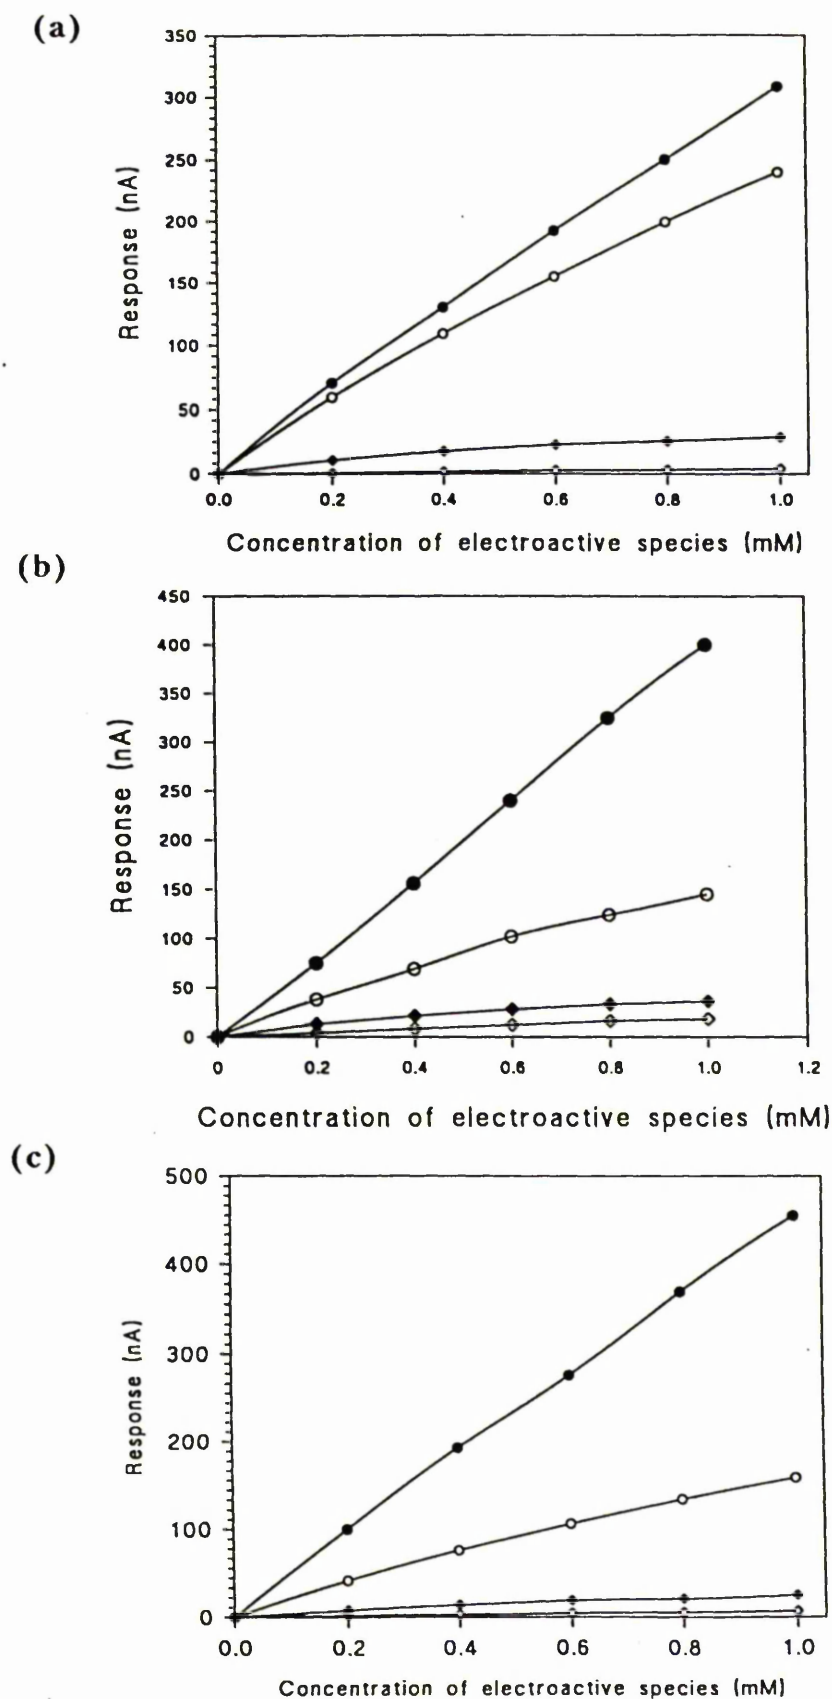 (a)
350
300
250
200
150
100
50
0
Response (nA)
0.0 0.2 0.4 0.6 0.8 1.0
Concentration of electroactive species (mM)
(b)
450
400
350
300
250
200
150
100
50
0
Response (nA)
0 0.2 0.4 0.6 0.8 1.0 1.2
Concentration of electroactive species (mM)
(c)
500
400
300
200
100
0
Response (nA)
0.0 0.2 0.4 0.6 0.8 1.0
Concentration of electroactive species (mM)